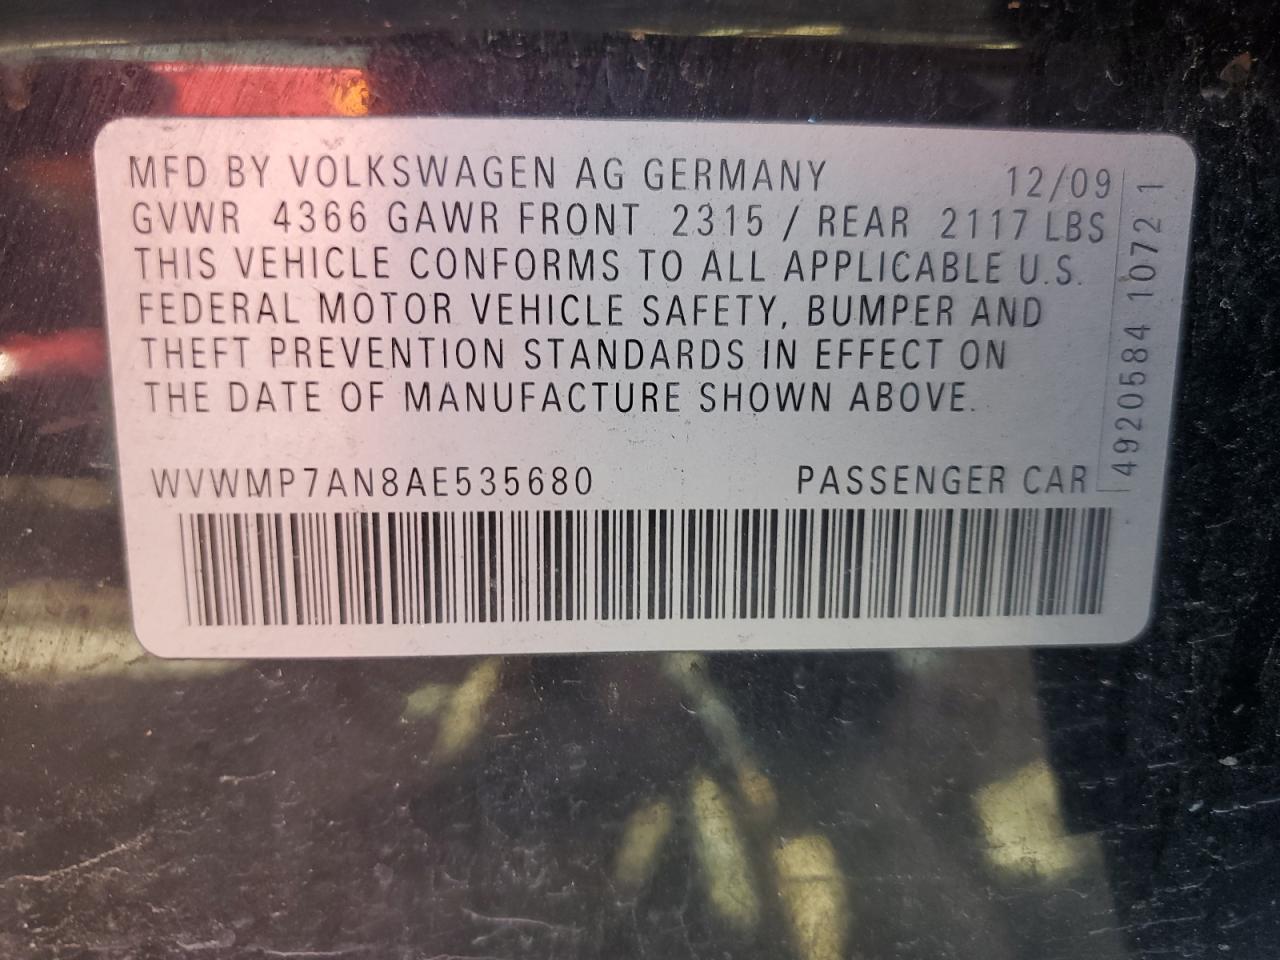 MFD BY VOLKSWAGEN AG GERMANY 12/09
GVWR 4366 GAWR FRONT 2315 / REAR 2117 LBS
THIS VEHICLE CONFORMS TO ALL APPLICABLE U.S.
FEDERAL MOTOR VEHICLE SAFETY, BUMPER AND
THEFT PREVENTION STANDARDS IN EFFECT ON
THE DATE OF MANUFACTURE SHOWN ABOVE.
WVWMP7AN8AE535680 PASSENGER CAR
4920584 1072 1